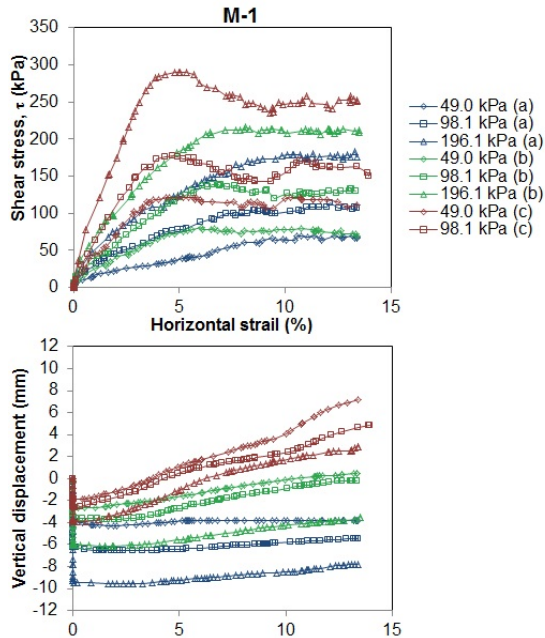 M-1
Shear stress, τ (kPa)
350
300
250
200
150
100
50
0
0 5 10 15
Horizontal strail (%)
49.0 kPa (a)
98.1 kPa (a)
196.1 kPa (a)
49.0 kPa (b)
98.1 kPa (b)
196.1 kPa (b)
49.0 kPa (c)
98.1 kPa (c)
Vertical displacement (mm)
12
10
8
6
4
2
0
-2
-4
-6
-8
-10
-12
0 5 10 15